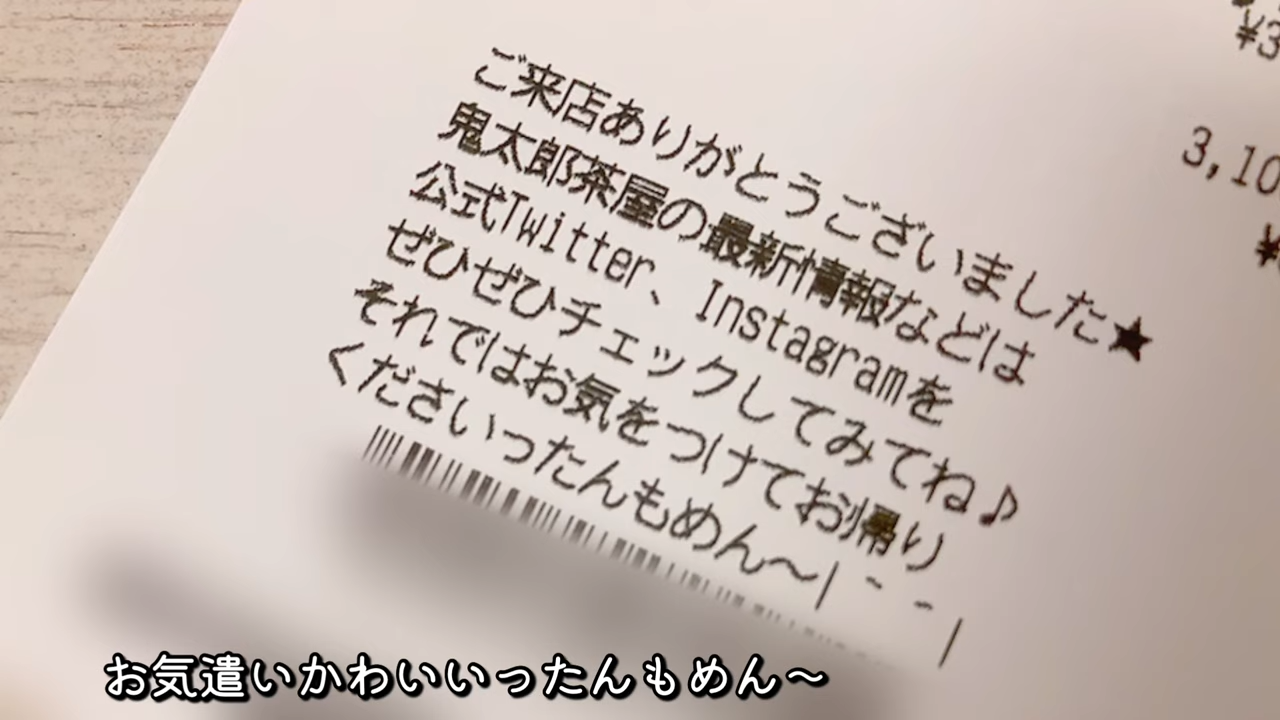 ご来店ありがとうございました★
鬼太郎茶屋の最新情報などは
公式Twitter、Instagramを
ぜひぜひチェックしてみてね♪
それではお気をつけてお帰り
くださいったんもめん〜|｀´|
¥3
3,10
お気遣いかわいいったんもめん〜